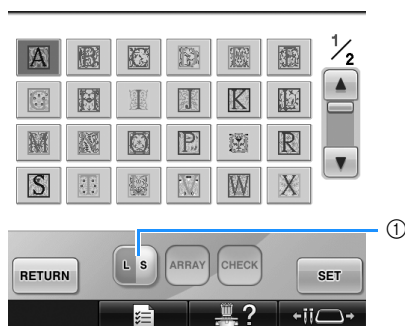 A B C D E F
1/2
G H I J K L
M N O P Q R
S T U V W X
①
RETURN
L S
ARRAY
CHECK
SET
?